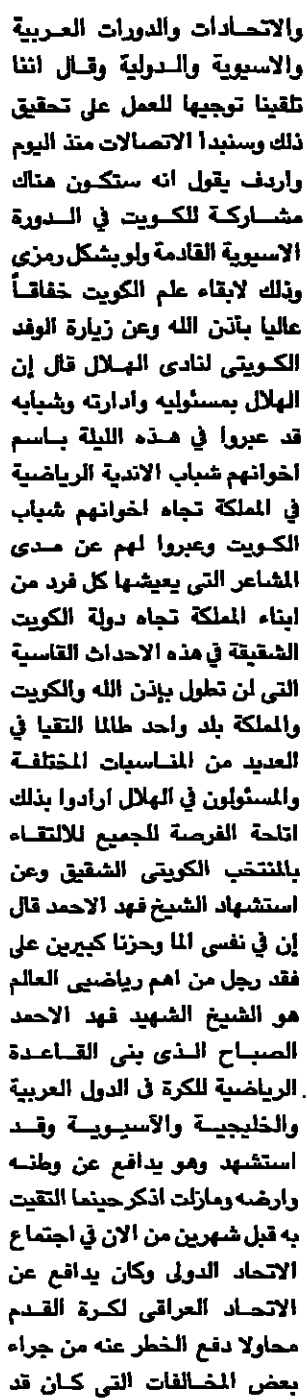 والاتحادات والدورات العربية
والاسيوية والدولية وقال اننا
تلقينا توجيها للعمل على تحقيق
ذلك وسنبدأ الاتصالات منذ اليوم
واردف يقول انه ستكون هناك
مشاركة للكويت في الدورة
الاسيوية القادمة ولو بشكل رمزى
وذلك لابقاء علم الكويت خفاقاً
عاليا بأذن الله وعن زيارة الوفد
الكويتى لنادى الهلال قال إن
الهلال بمسئوليه وادارته وشبابه
قد عبروا في هذه الليلة باسم
اخوانهم شباب الاندية الرياضية
في المملكة تجاه اخوانهم شباب
الكويت وعبروا لهم عن مدى
المشاعر التى يعيشها كل فرد من
ابناء المملكة تجاه دولة الكويت
الشقيقة في هذه الاحداث القاسية
التى لن تطول بإذن الله والكويت
والمملكة بلد واحد طالما التقيا في
العديد من المناسبات المختلفة
والمسئولون في الهلال ارادوا بذلك
اتاحة الفرصة للجميع للالتقاء
بالمنتخب الكويتى الشقيق وعن
استشهاد الشيخ فهد الاحمد قال
إن في نفسى الما وحزنا كبيرين على
فقد رجل من اهم رياضيى العالم
هو الشيخ الشهيد فهد الاحمد
الصباح الذى بنى القاعدة
الرياضية للكرة فى الدول العربية
والخليجية والآسيوية وقد
استشهد وهو يدافع عن وطنه
وارضه ومازلت اذكر حينما التقيت
به قبل شهرين من الان في اجتماع
الاتحاد الدولى وكان يدافع عن
الاتحاد العراقى لكرة القدم
محاولا دفع الخطر عنه من جراء
بعض المخالفات التى كان قد